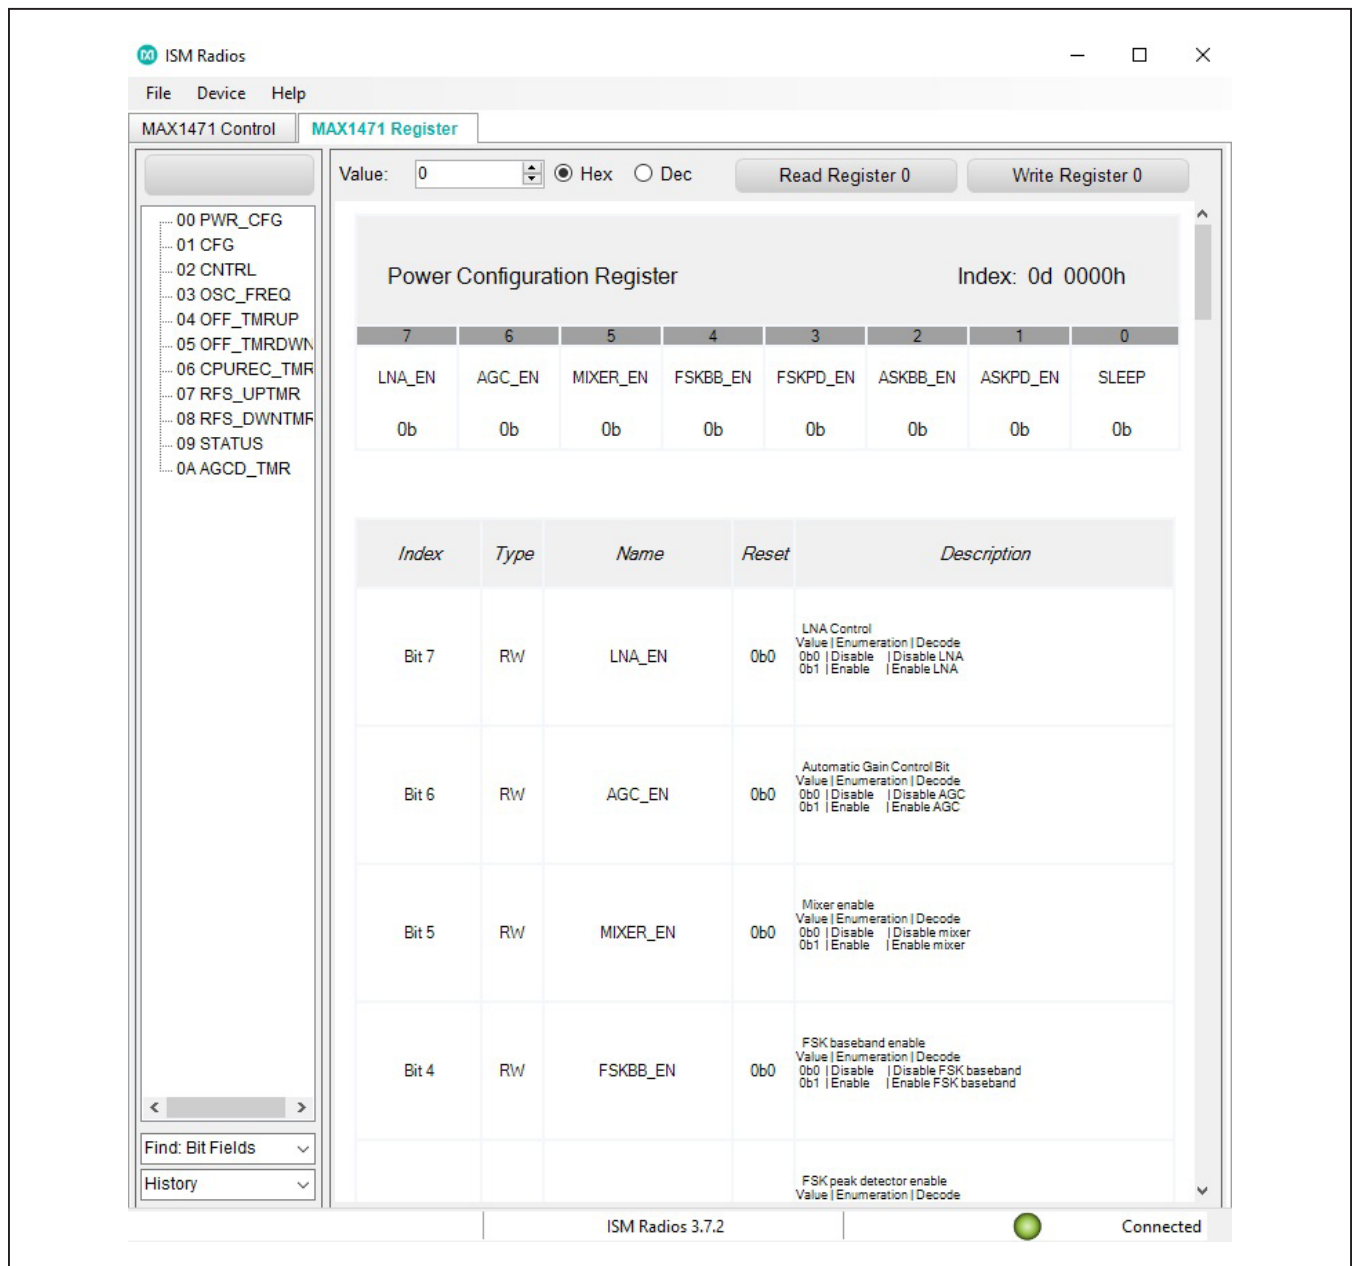 ISM Radios
File Device Help
MAX1471 Control MAX1471 Register
Value: 0 Hex Dec Read Register 0 Write Register 0
00 PWR_CFG
01 CFG
02 CNTRL
03 OSC_FREQ
04 OFF_TMRUP
05 OFF_TMRDWN
06 CPUREC_TMR
07 RFS_UPTMR
08 RFS_DWNTMR
09 STATUS
0A AGCD_TMR
Find: Bit Fields
History
Power Configuration Register Index: 0d 0000h
7 6 5 4 3 2 1 0
LNA_EN AGC_EN MIXER_EN FSKBB_EN FSKPD_EN ASKBB_EN ASKPD_EN SLEEP
0b 0b 0b 0b 0b 0b 0b 0b
Index Type Name Reset Description
Bit 7 RW LNA_EN 0b0
LNA Control
Value | Enumeration | Decode
0b0 | Disable | Disable LNA
0b1 | Enable | Enable LNA
Bit 6 RW AGC_EN 0b0
Automatic Gain Control Bit
Value | Enumeration | Decode
0b0 | Disable | Disable AGC
0b1 | Enable | Enable AGC
Bit 5 RW MIXER_EN 0b0
Mixer enable
Value | Enumeration | Decode
0b0 | Disable | Disable mixer
0b1 | Enable | Enable mixer
Bit 4 RW FSKBB_EN 0b0
FSK baseband enable
Value | Enumeration | Decode
0b0 | Disable | Disable FSK baseband
0b1 | Enable | Enable FSK baseband
FSK peak detector enable
Value | Enumeration | Decode
ISM Radios 3.7.2 Connected